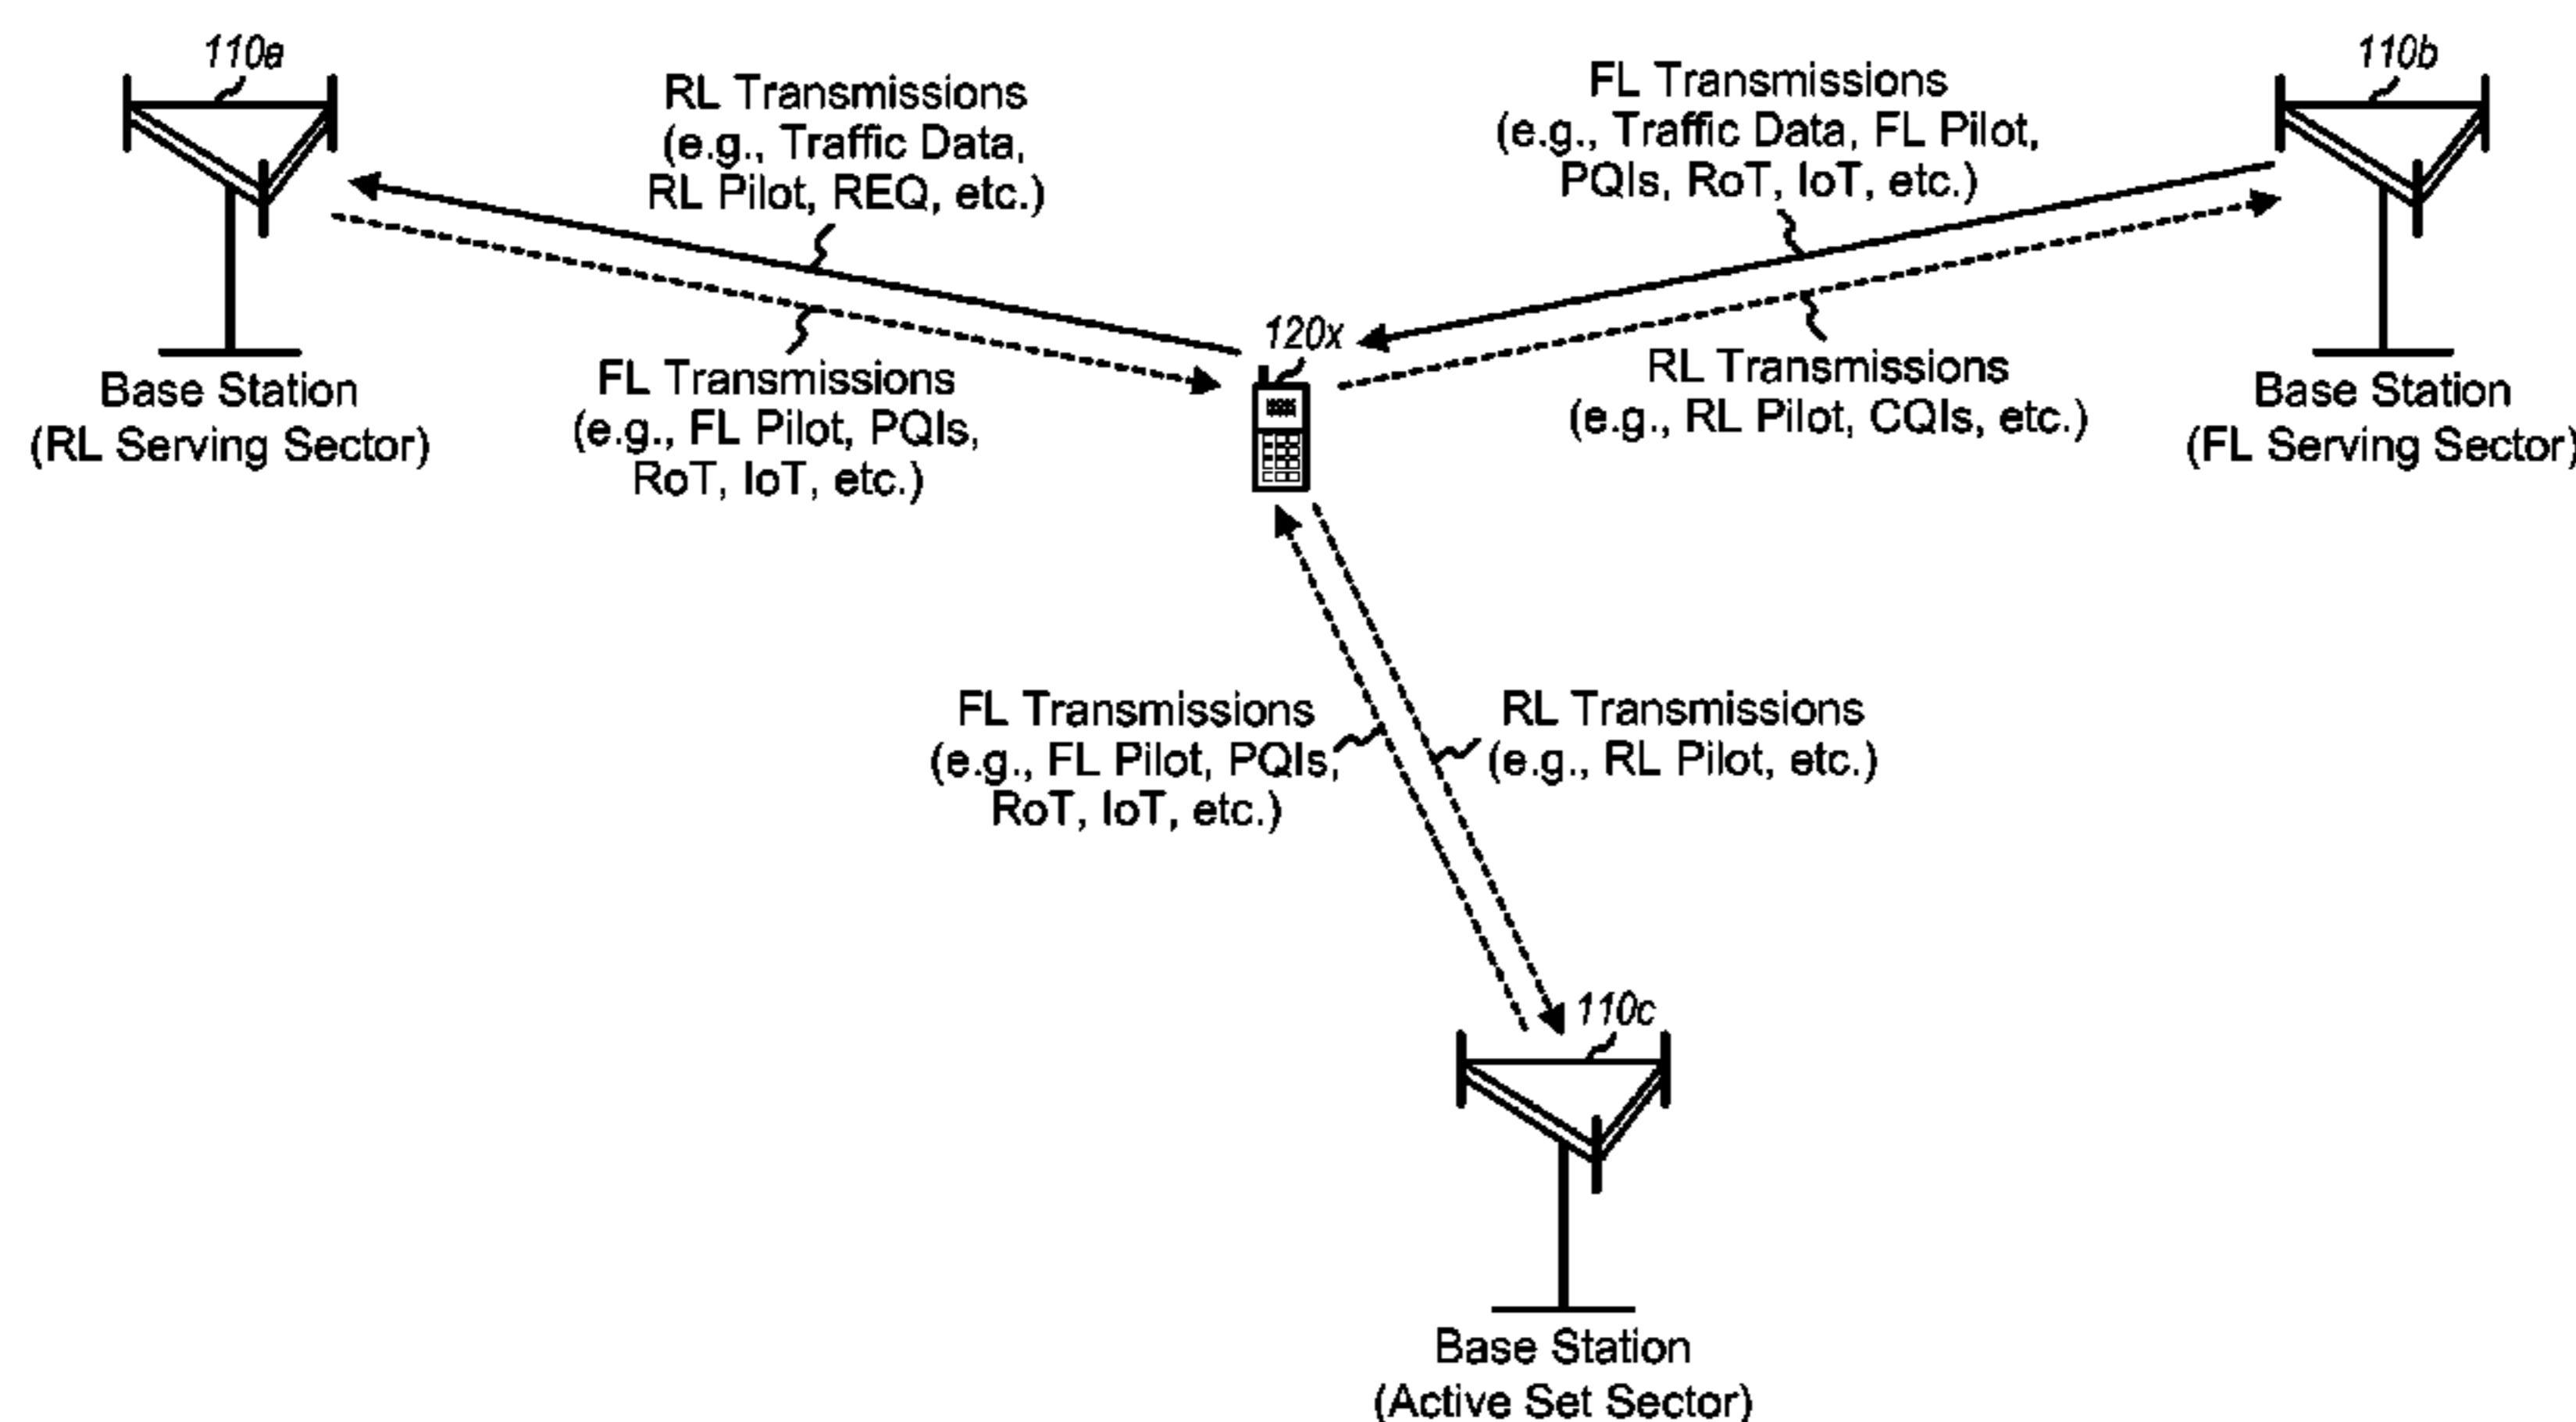 110a
RL Transmissions
(e.g., Traffic Data,
RL Pilot, REQ, etc.)
FL Transmissions
(e.g., Traffic Data, FL Pilot,
PQIs, RoT, IoT, etc.)
110b
Base Station
(RL Serving Sector)
FL Transmissions
(e.g., FL Pilot, PQIs,
RoT, IoT, etc.)
120x
RL Transmissions
(e.g., RL Pilot, CQIs, etc.)
Base Station
(FL Serving Sector)
FL Transmissions
(e.g., FL Pilot, PQIs,
RoT, IoT, etc.)
RL Transmissions
(e.g., RL Pilot, etc.)
110c
Base Station
(Active Set Sector)